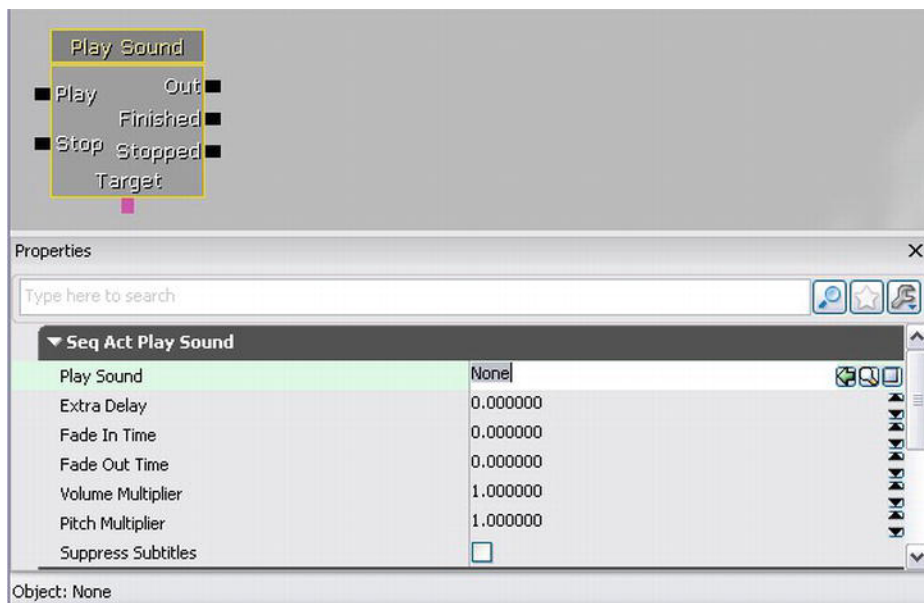 Play Sound
Play Out
Finished
Stop Stopped
Target
Properties
Type here to search
Seq Act Play Sound
Play Sound None
Extra Delay 0.000000
Fade In Time 0.000000
Fade Out Time 0.000000
Volume Multiplier 1.000000
Pitch Multiplier 1.000000
Suppress Subtitles
Object: None